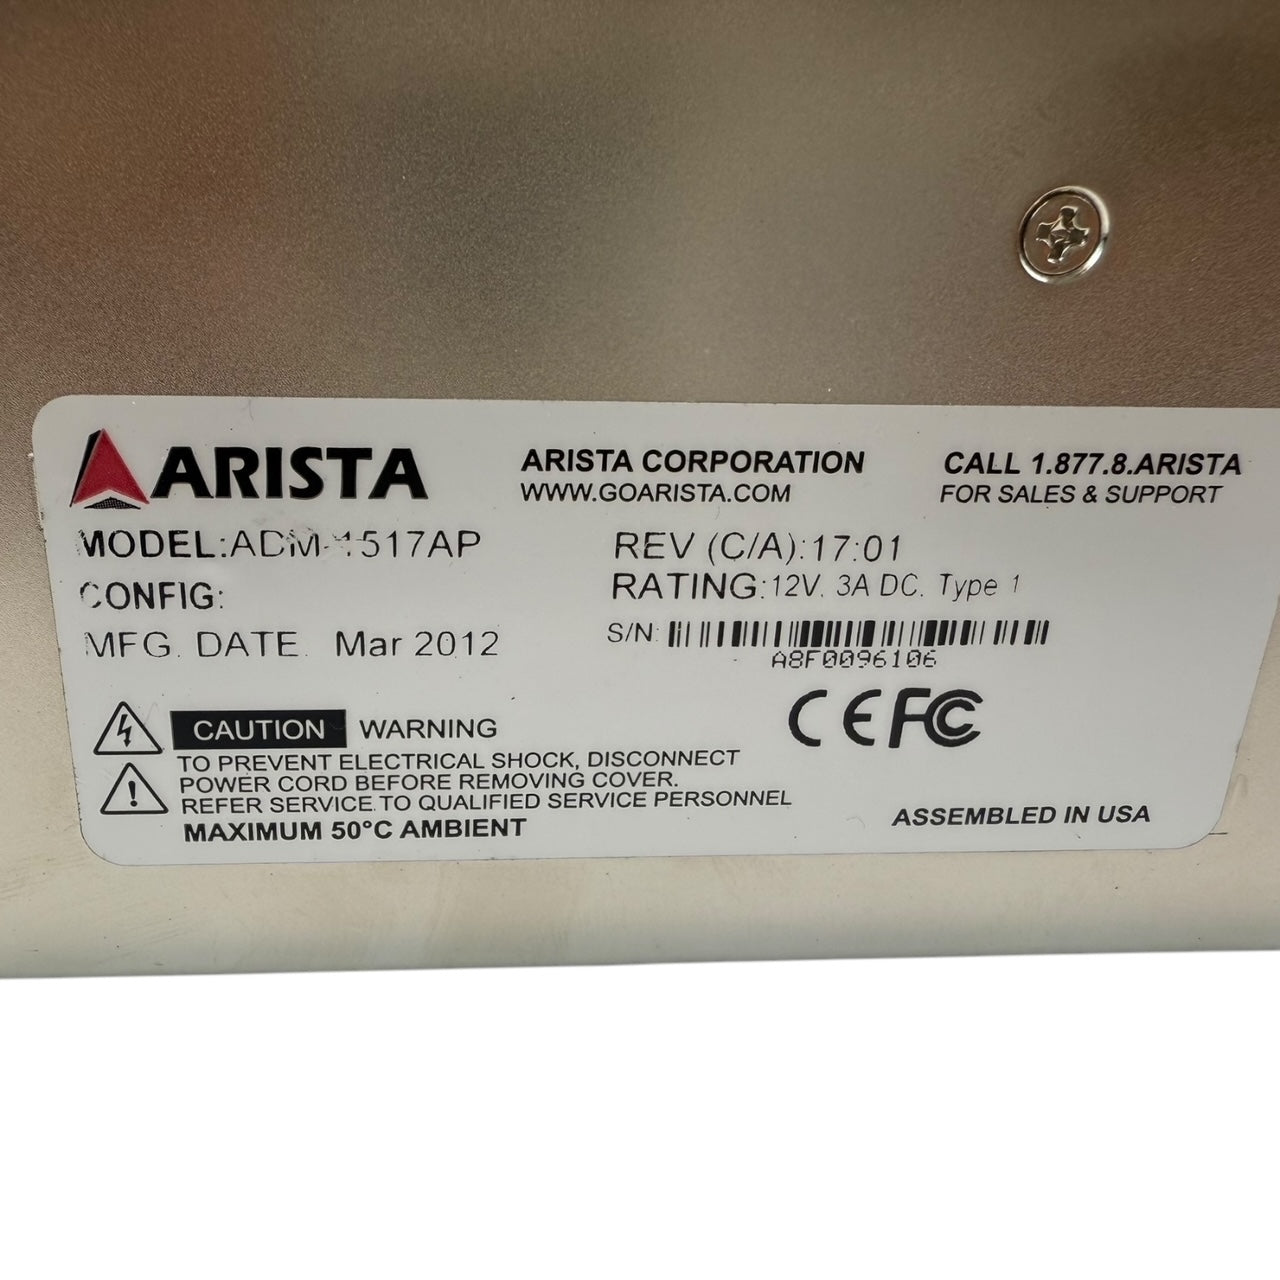 ARISTA
ARISTA CORPORATION
WWW.GOARISTA.COM
CALL 1.877.8.ARISTA
FOR SALES & SUPPORT
MODEL:ADM-1517AP
REV (C/A):17:01
CONFIG:
RATING:12V, 3A DC, Type 1
MFG. DATE Mar 2012
S/N:
A8F0096106
CE FC
CAUTION WARNING
TO PREVENT ELECTRICAL SHOCK, DISCONNECT
POWER CORD BEFORE REMOVING COVER.
REFER SERVICE TO QUALIFIED SERVICE PERSONNEL
MAXIMUM 50°C AMBIENT
ASSEMBLED IN USA